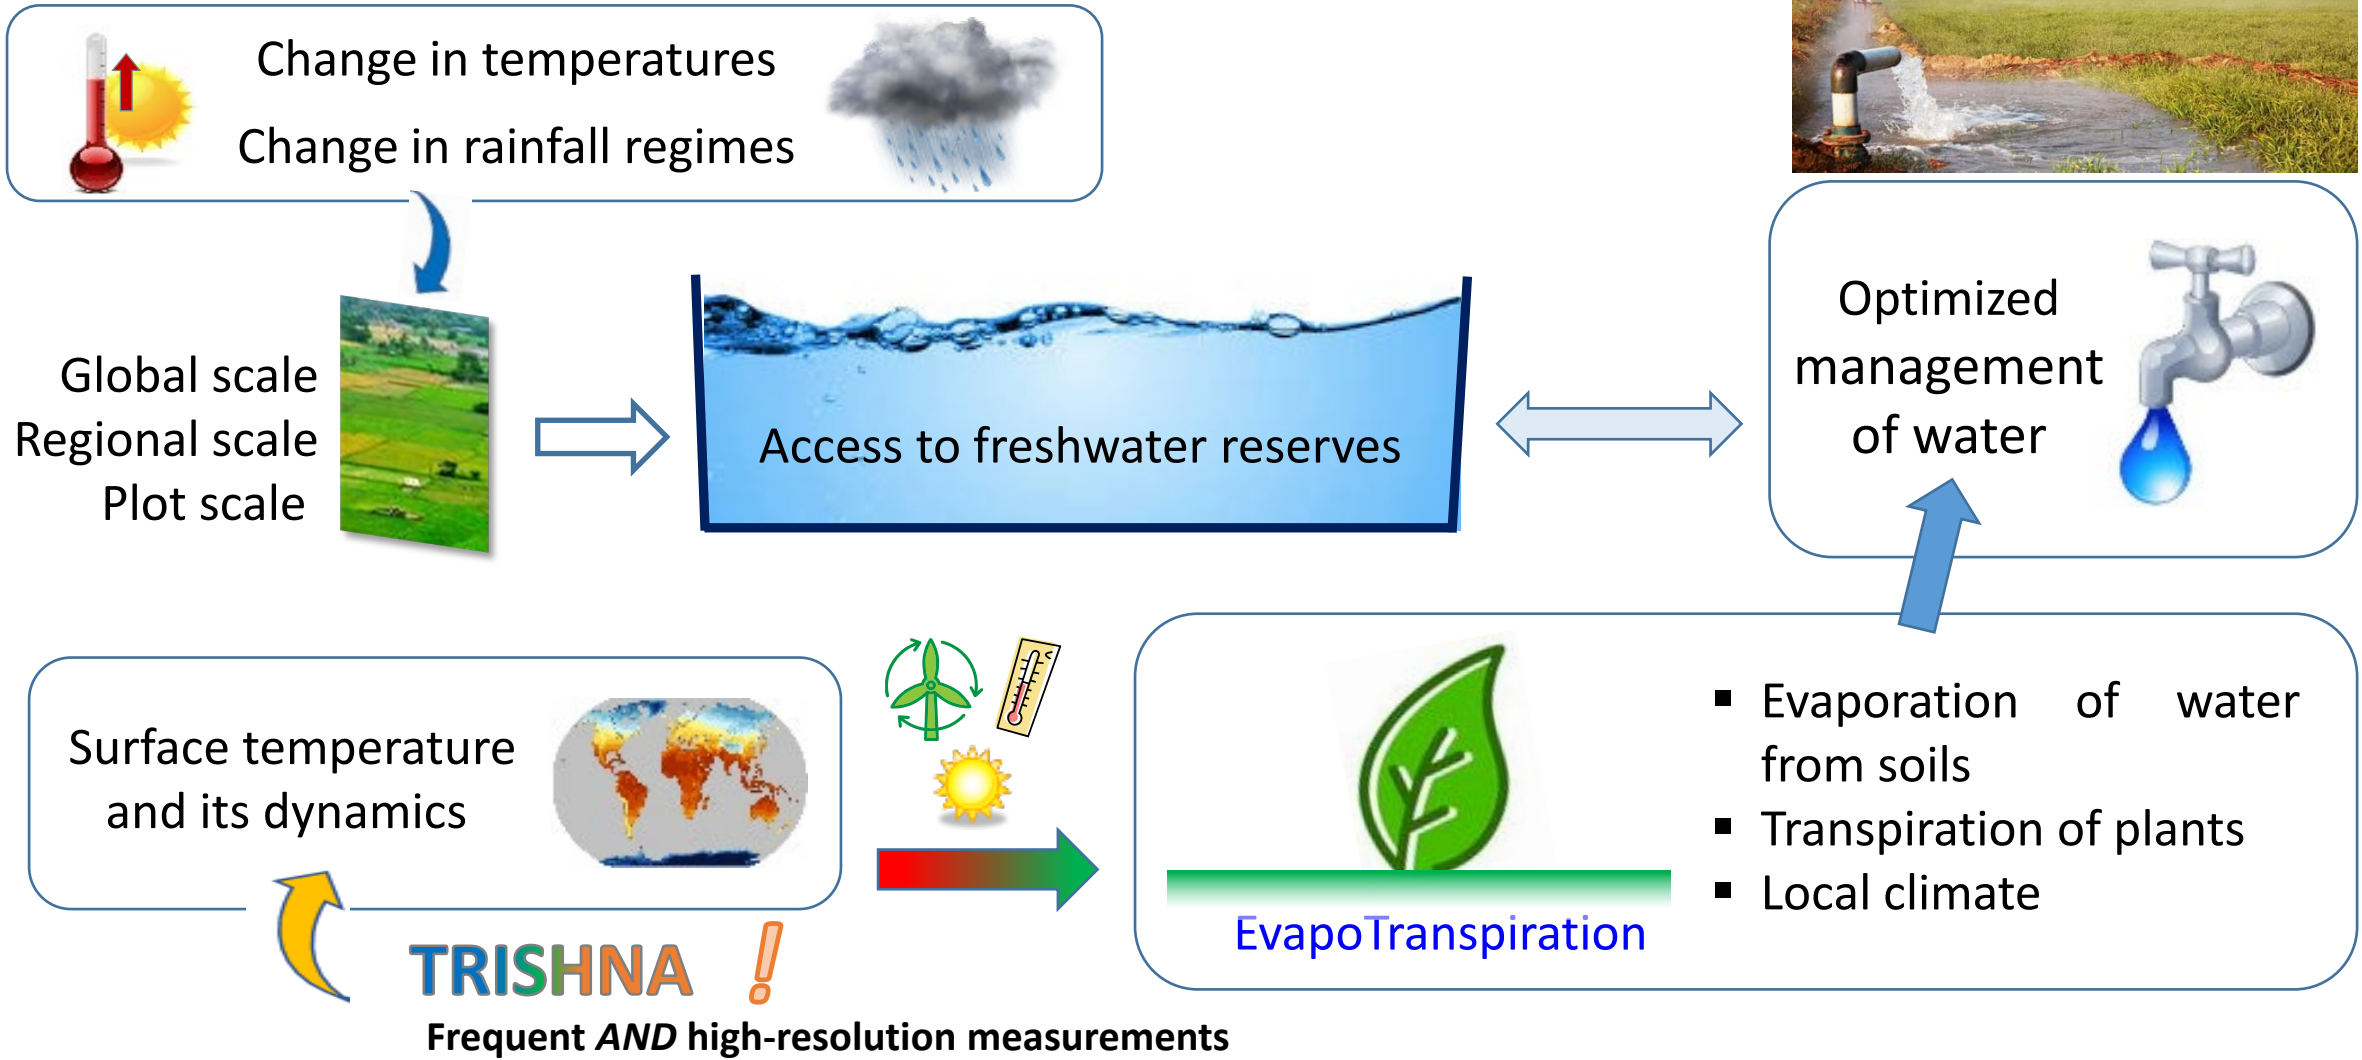 Change in temperatures
Change in rainfall regimes
Global scale
Regional scale
Plot scale
Access to freshwater reserves
Optimized
management
of water
Surface temperature
and its dynamics
TRISHNA !
Frequent AND high-resolution measurements
EvapoTranspiration
▪ Evaporation of water
from soils
▪ Transpiration of plants
▪ Local climate